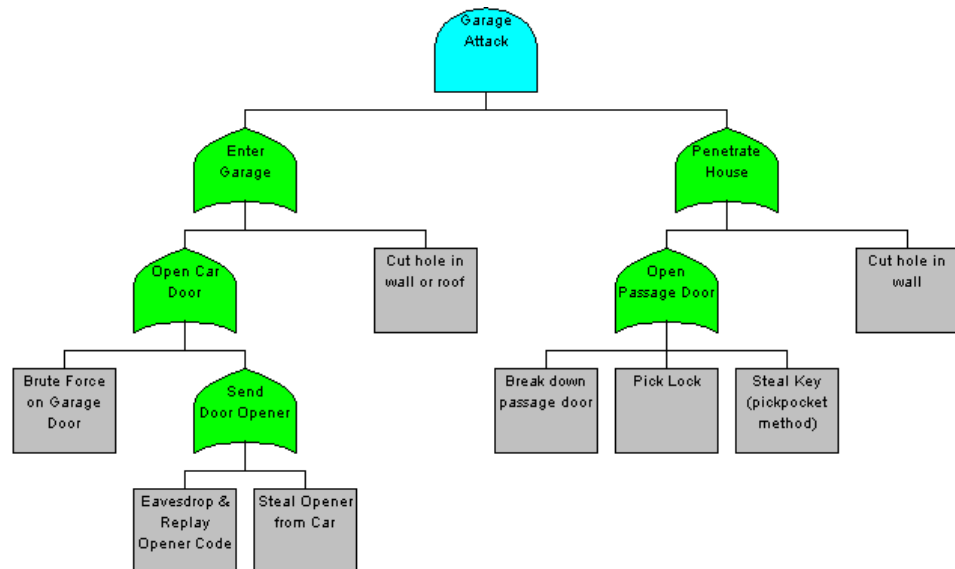 Garage
Attack
Enter
Garage
Penetrate
House
Open Car
Door
Cut hole in
wall or roof
Open
Passage Door
Cut hole in
wall
Brute Force
on Garage
Door
Send
Door Opener
Break down
passage door
Pick Lock
Steal Key
(pickpocket
method)
Eavesdrop &
Replay
Opener Code
Steal Opener
from Car